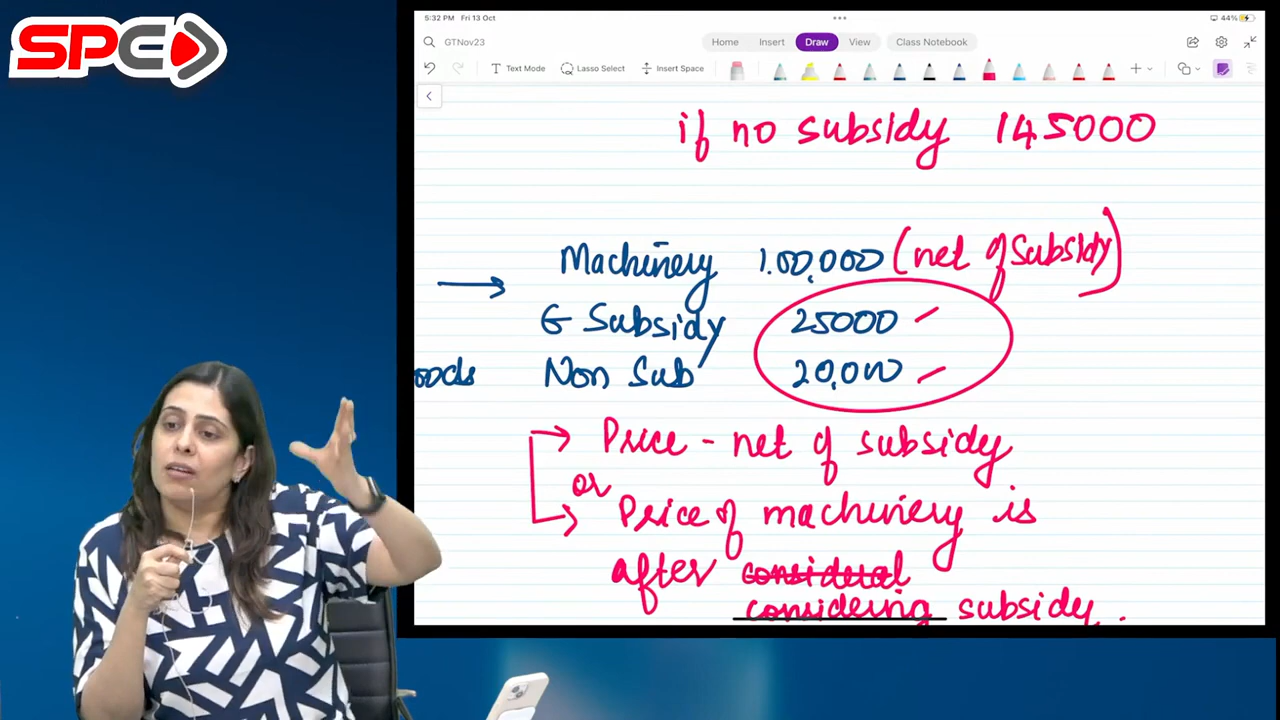 SPC
5:32 PM Fri 13 Oct
44%
GTNov23
Home Insert Draw View Class Notebook
Text Mode Lasso Select Insert Space
if no subsidy 145000
Machinery 1,00,000 (net of subsidy)
G Subsidy 25000
oods Non Sub 20,000
Price - net of subsidy
or
Price of machinery is
after considered
considering subsidy.